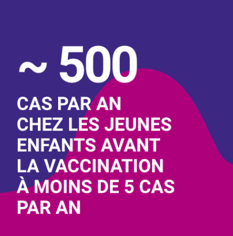 ~ 500
CAS PAR AN
CHEZ LES JEUNES
ENFANTS AVANT
LA VACCINATION
À MOINS DE 5 CAS
PAR AN